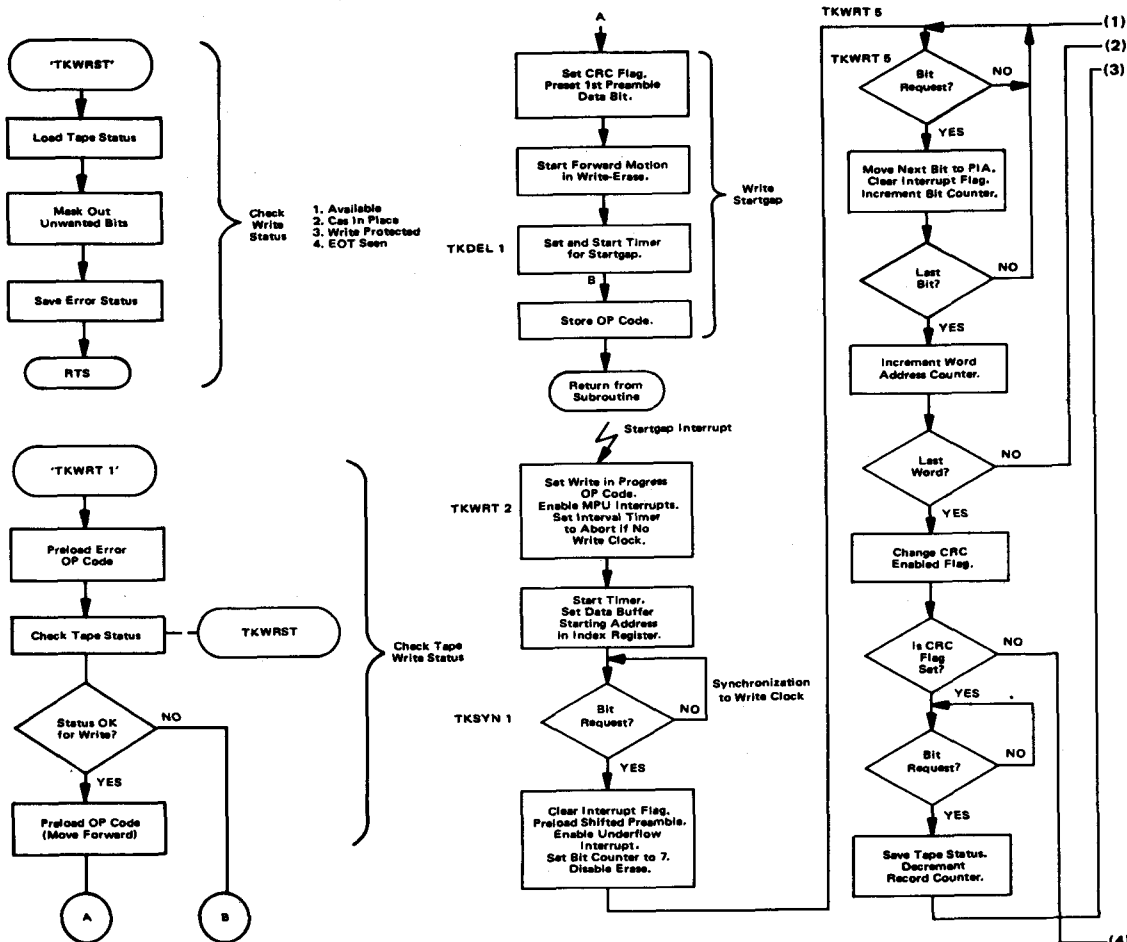 'TKWRST'
Load Tape Status
Mask Out
Unwanted Bits
Save Error Status
RTS
Check
Write
Status
1. Available
2. Cas In Place
3. Write Protected
4. EOT Seen
'TKWRT 1'
Preload Error
OP Code
Check Tape Status
TKWRST
Status OK
for Write?
NO
YES
Preload OP Code
(Move Forward)
A
B
Check Tape
Write Status
A
Set CRC Flag.
Preset 1st Preamble
Data Bit.
Start Forward Motion
in Write-Erase.
TKDEL 1
Set and Start Timer
for Startgap.
B
Store OP Code.
Write
Startgap
Return from
Subroutine
Startgap Interrupt
TKWRT 2
Set Write in Progress
OP Code.
Enable MPU Interrupts.
Set Interval Timer
to Abort if No
Write Clock.
Start Timer.
Set Data Buffer
Starting Address
in Index Register.
Synchronization
to Write Clock
TKSYN 1
Bit
Request?
NO
YES
Clear Interrupt Flag.
Preload Shifted Preamble.
Enable Underflow
Interrupt.
Set Bit Counter to 7.
Disable Erase.
TKWRT 5
(1)
(2)
(3)
TKWRT 5
Bit
Request?
NO
YES
Move Next Bit to PIA.
Clear Interrupt Flag.
Increment Bit Counter.
Last
Bit?
NO
YES
Increment Word
Address Counter.
Last
Word?
NO
YES
Change CRC
Enabled Flag.
Is CRC
Flag
Set?
NO
YES
Bit
Request?
NO
YES
Save Tape Status.
Decrement
Record Counter.
(4)